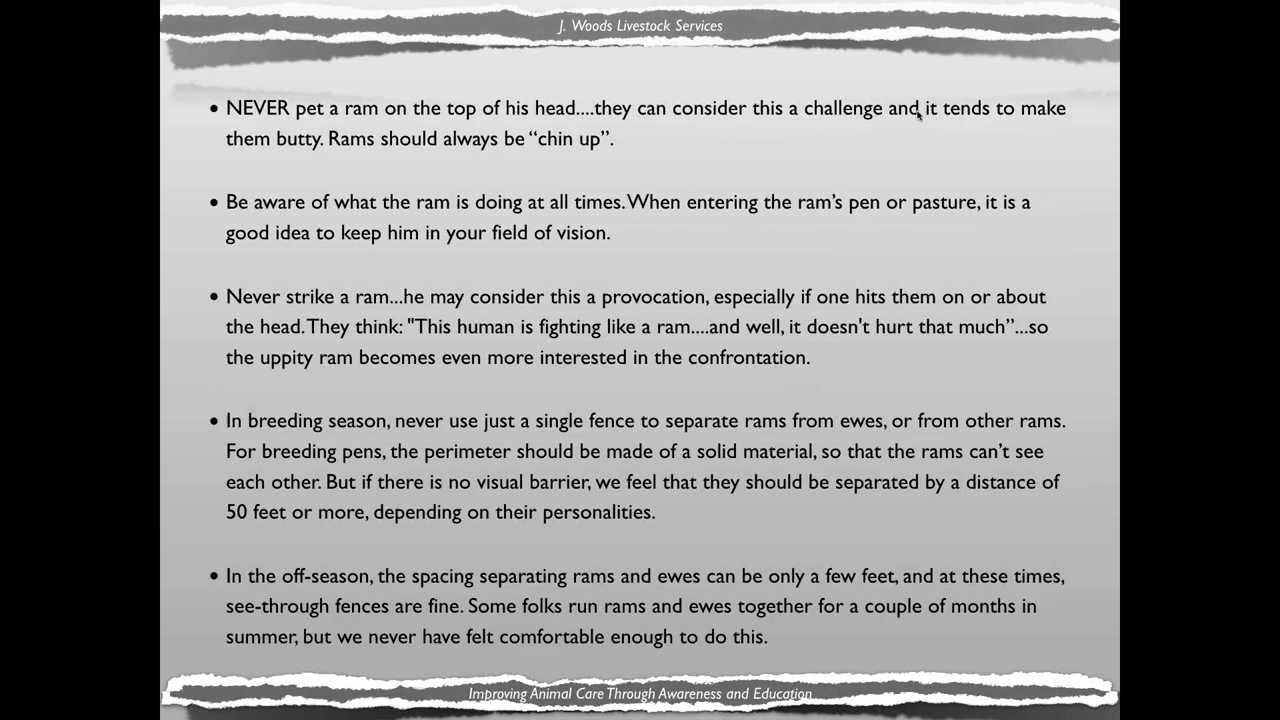 J. Woods Livestock Services
• NEVER pet a ram on the top of his head....they can consider this a challenge and it tends to make
them butty. Rams should always be “chin up”.
• Be aware of what the ram is doing at all times. When entering the ram’s pen or pasture, it is a
good idea to keep him in your field of vision.
• Never strike a ram...he may consider this a provocation, especially if one hits them on or about
the head. They think: "This human is fighting like a ram....and well, it doesn't hurt that much”...so
the uppity ram becomes even more interested in the confrontation.
• In breeding season, never use just a single fence to separate rams from ewes, or from other rams.
For breeding pens, the perimeter should be made of a solid material, so that the rams can’t see
each other. But if there is no visual barrier, we feel that they should be separated by a distance of
50 feet or more, depending on their personalities.
• In the off-season, the spacing separating rams and ewes can be only a few feet, and at these times,
see-through fences are fine. Some folks run rams and ewes together for a couple of months in
summer, but we never have felt comfortable enough to do this.
Improving Animal Care Through Awareness and Education